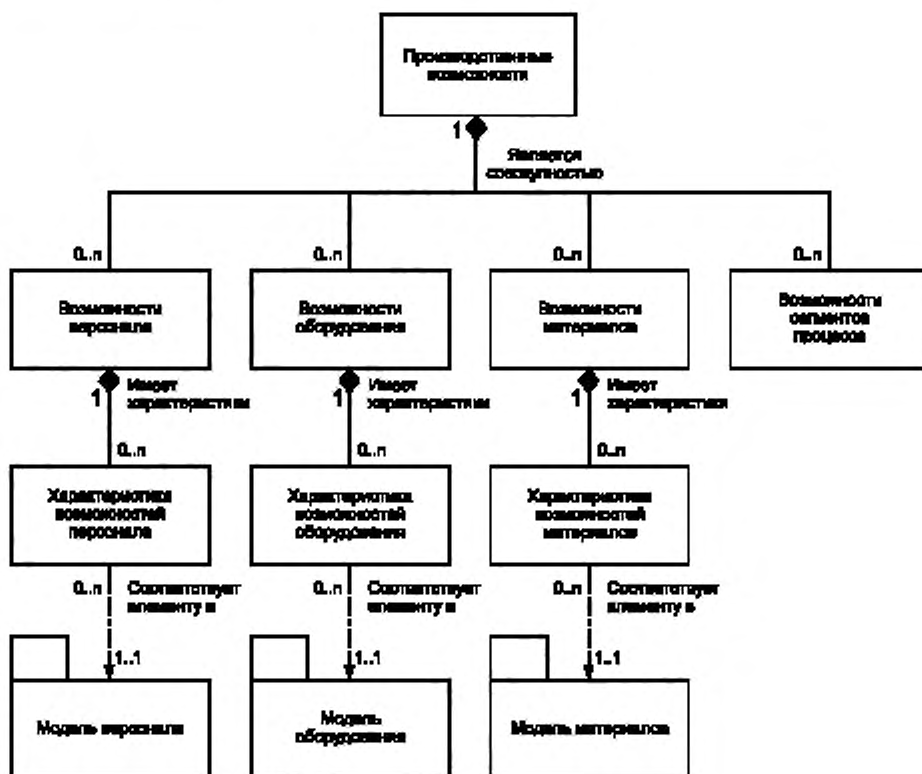 Производственные
возможности
1
Является
совокупностью
0..n
0..n
0..n
0..n
Возможности
персонала
Возможности
оборудования
Возможности
материалов
Возможности
сегментов
процесса
1
Имеет
характеристики
1
Имеет
характеристики
1
Имеет
характеристики
0..n
0..n
0..n
Характеристика
возможностей
персонала
Характеристика
возможностей
оборудования
Характеристика
возможностей
материалов
0..n
Соответствует
элементу в
0..n
Соответствует
элементу в
0..n
Соответствует
элементу в
1..1
1..1
1..1
Модель персонала
Модель
оборудования
Модель материалов